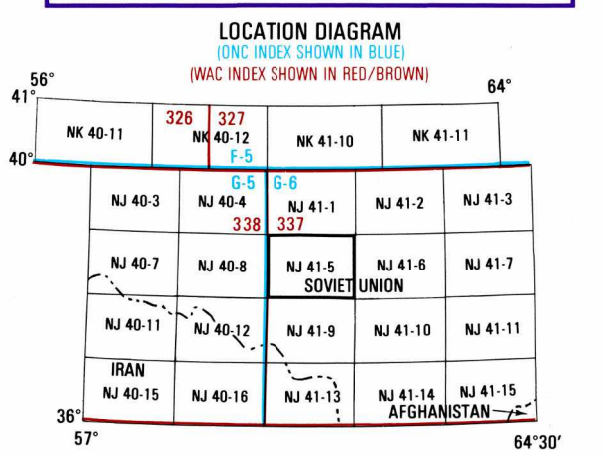 LOCATION DIAGRAM
(ONC INDEX SHOWN IN BLUE)
(WAC INDEX SHOWN IN RED/BROWN)
56° 64°
41°
326 327
NK 40-11 NK 40-12 NK 41-10 NK 41-11
F-5
40°
G-5 G-6
NJ 40-3 NJ 40-4 NJ 41-1 NJ 41-2 NJ 41-3
338 337
NJ 40-7 NJ 40-8 NJ 41-5 NJ 41-6 NJ 41-7
SOVIET UNION
NJ 40-11 NJ 40-12 NJ 41-9 NJ 41-10 NJ 41-11
IRAN
NJ 40-15 NJ 40-16 NJ 41-13 NJ 41-14 NJ 41-15
AFGHANISTAN
36°
57° 64°30'